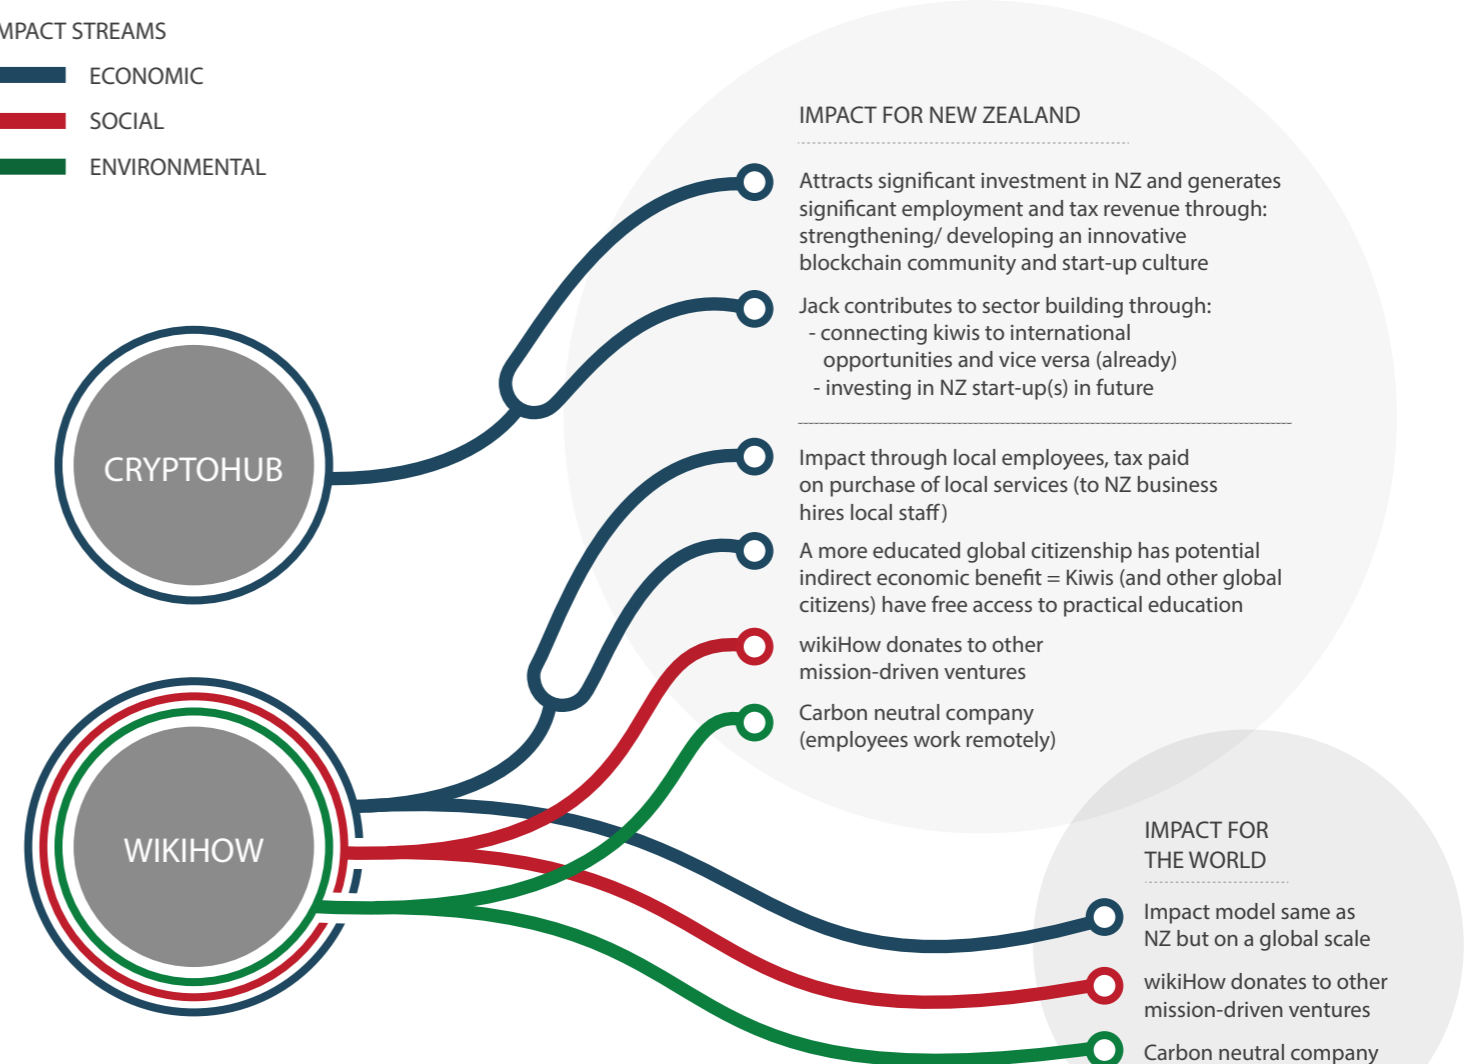 MPACT STREAMS
ECONOMIC
SOCIAL
ENVIRONMENTAL
IMPACT FOR NEW ZEALAND
Attracts significant investment in NZ and generates
significant employment and tax revenue through:
strengthening/ developing an innovative
blockchain community and start-up culture
Jack contributes to sector building through:
- connecting kiwis to international
opportunities and vice versa (already)
- investing in NZ start-up(s) in future
CRYPTOHUB
Impact through local employees, tax paid
on purchase of local services (to NZ business
hires local staff)
A more educated global citizenship has potential
indirect economic benefit = Kiwis (and other global
citizens) have free access to practical education
wikiHow donates to other
mission-driven ventures
Carbon neutral company
(employees work remotely)
WIKIHOW
IMPACT FOR
THE WORLD
Impact model same as
NZ but on a global scale
wikiHow donates to other
mission-driven ventures
Carbon neutral company